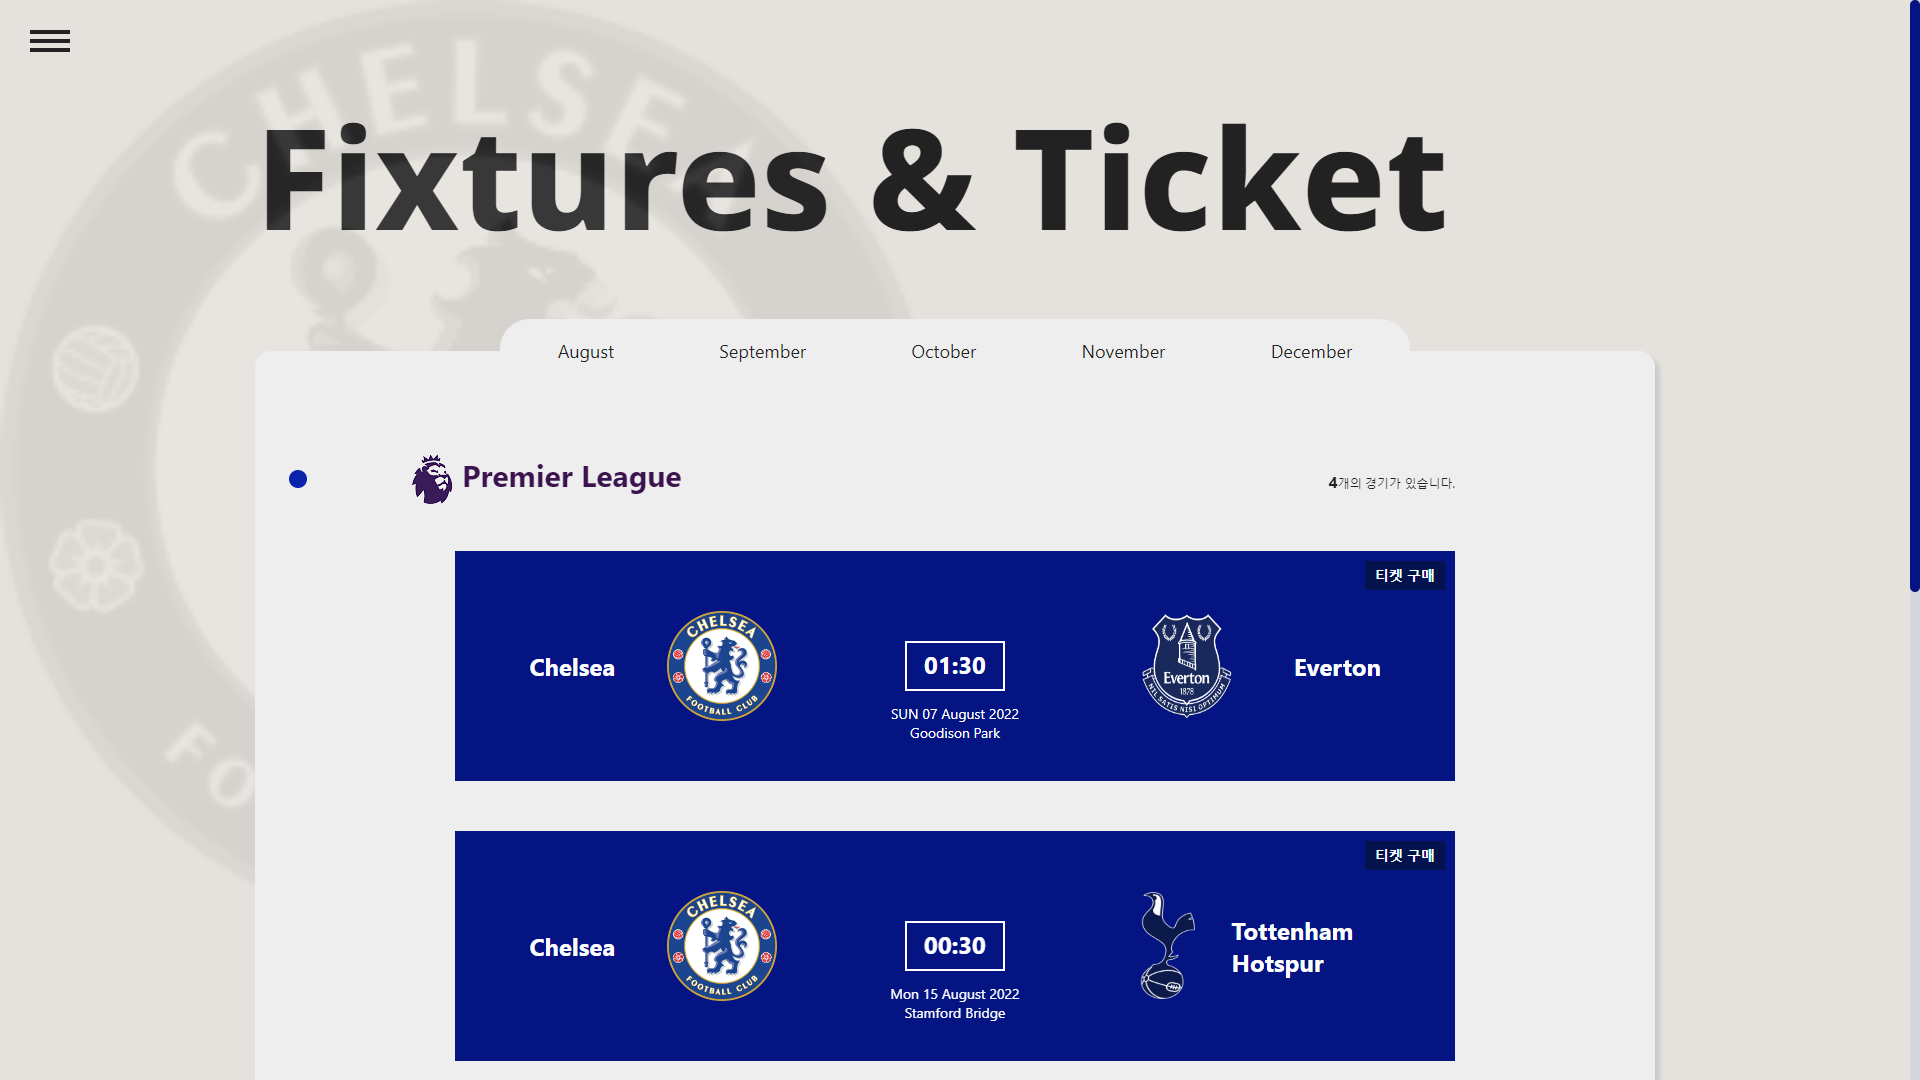 CHELSEA
Fixtures & Ticket
August September October November December
Premier League
4개의 경기가 있습니다.
티켓 구매
Chelsea
CHELSEA
FOOTBALL CLUB
01:30
SUN 07 August 2022
Goodison Park
Everton
1878
NIL SATIS NISI OPTIMUM
Everton
FO
티켓 구매
Chelsea
CHELSEA
FOOTBALL CLUB
00:30
Mon 15 August 2022
Stamford Bridge
Tottenham
Hotspur